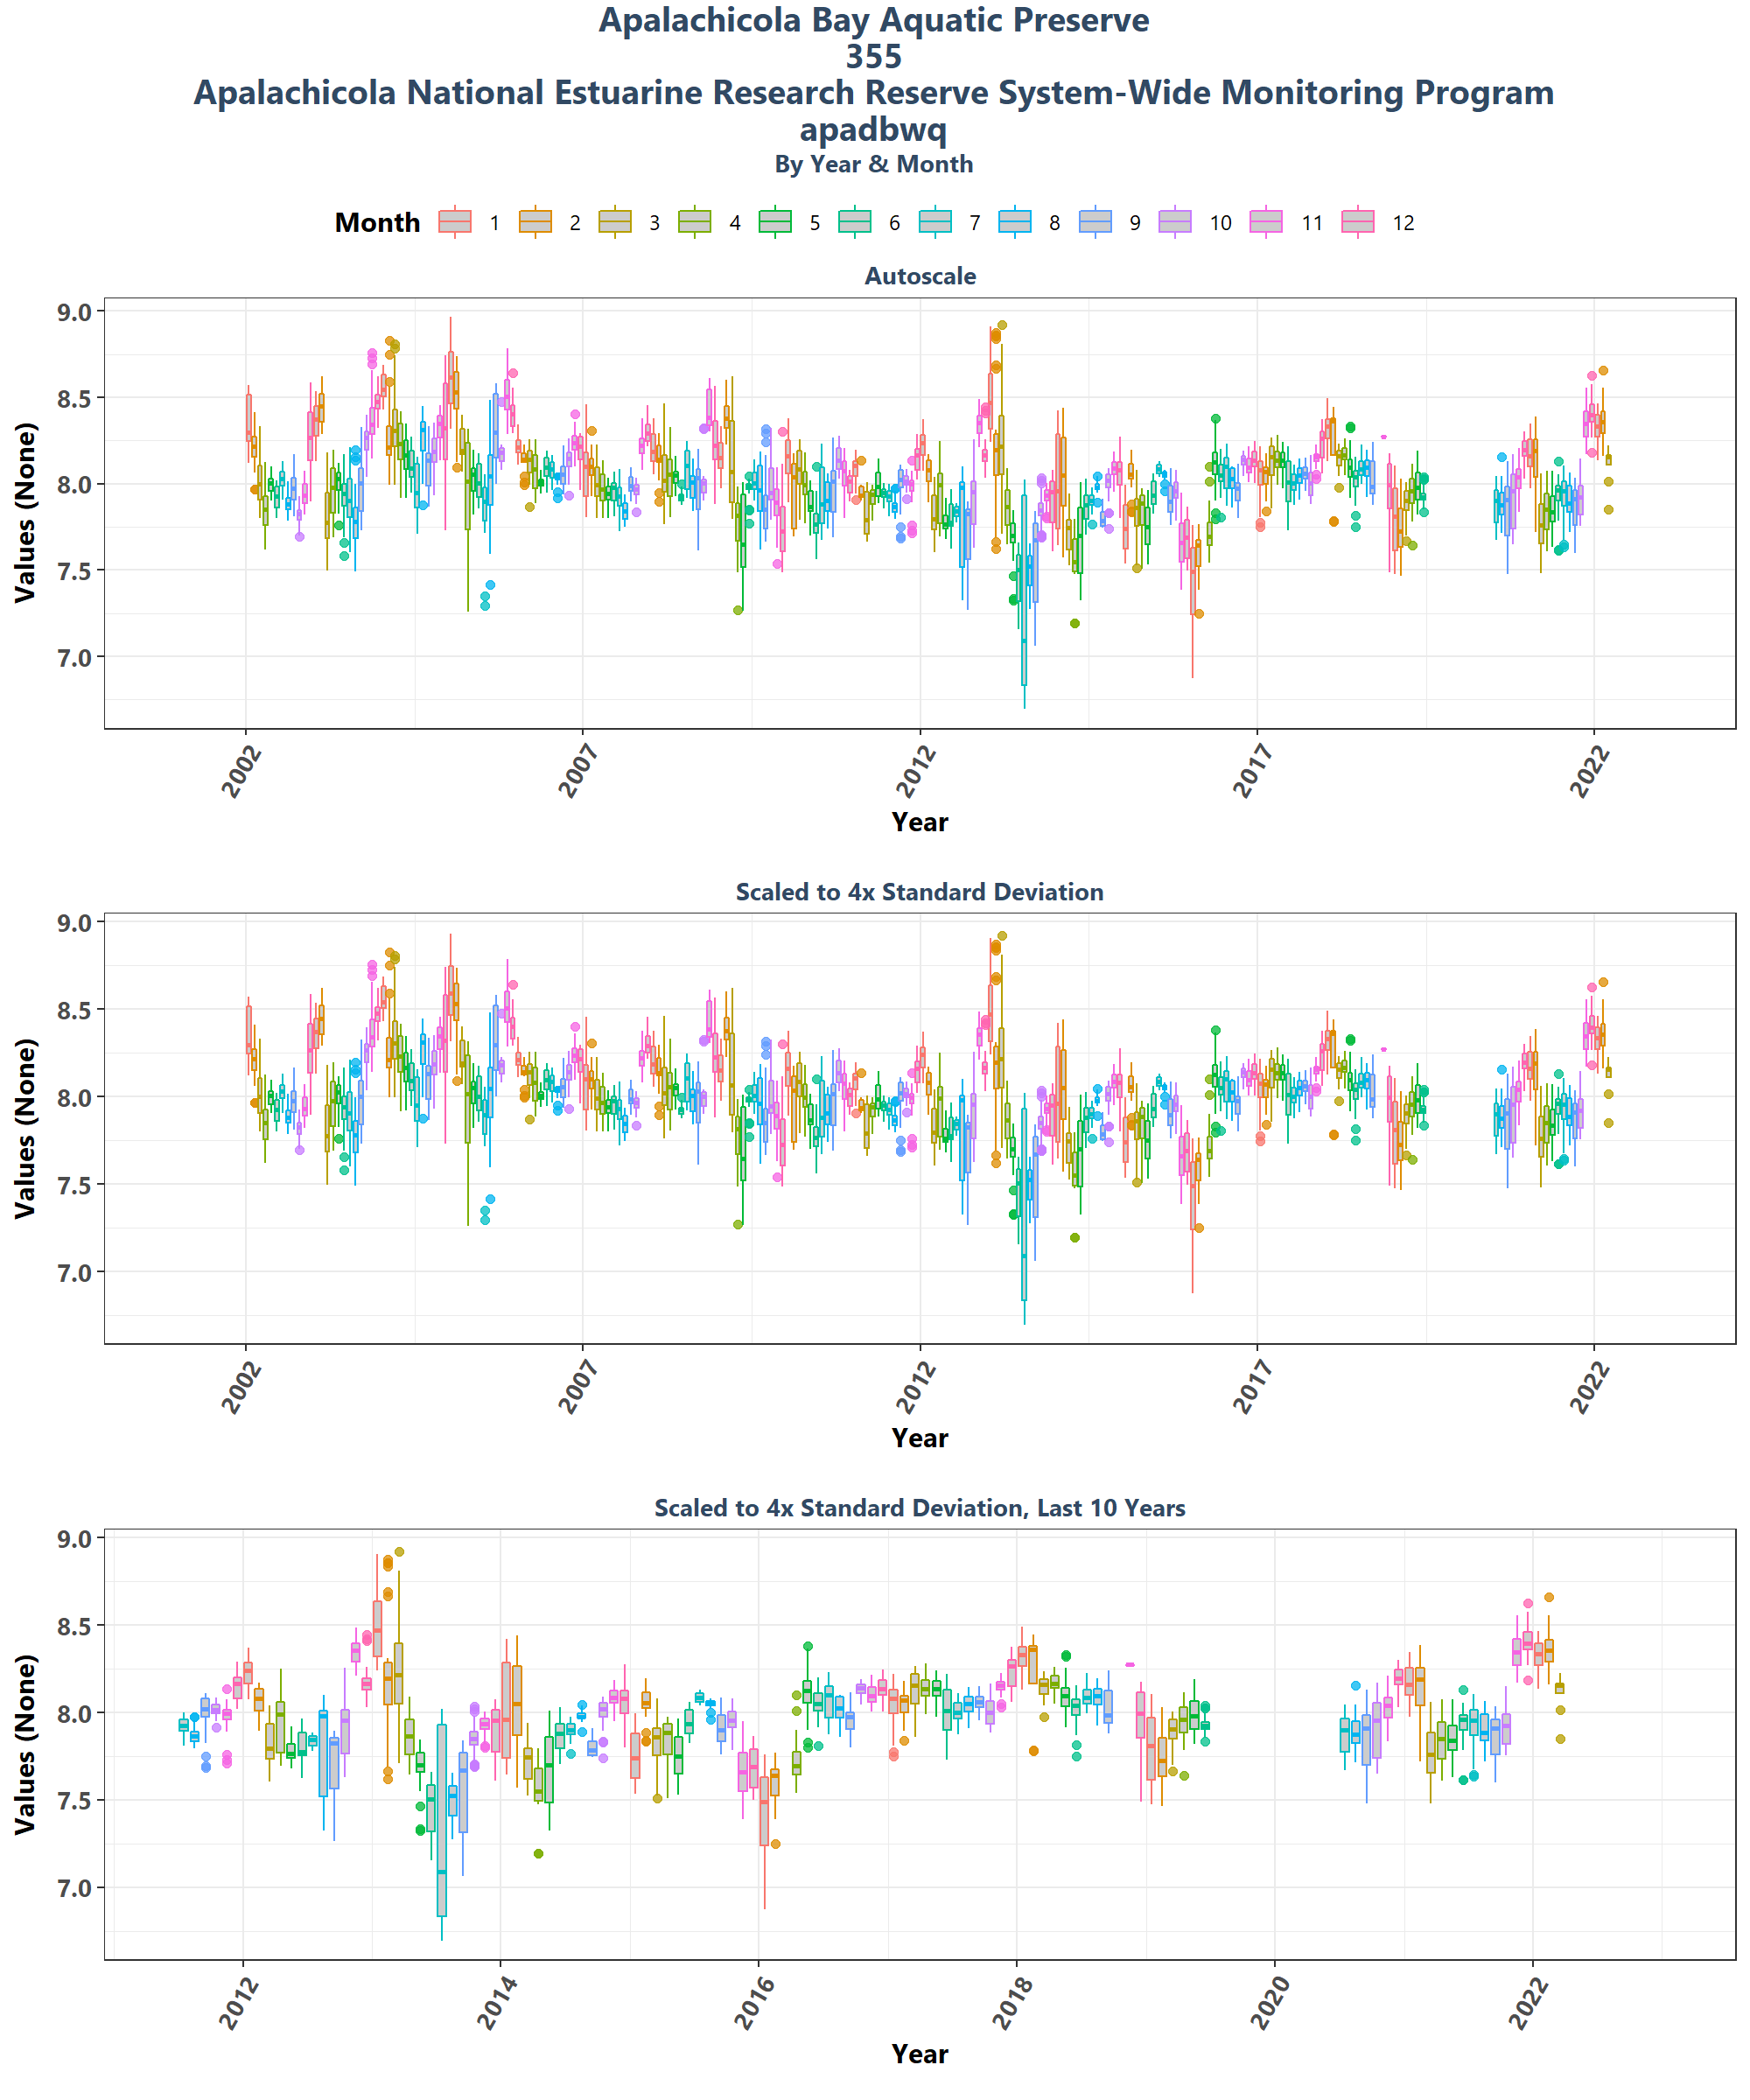 Apalachicola Bay Aquatic Preserve
355
Apalachicola National Estuarine Research Reserve System-Wide Monitoring Program
apadbwq
By Year & Month
Month 1 2 3 4 5 6 7 8 9 10 11 12
Autoscale
Values (None)
9.0
8.5
8.0
7.5
7.0
2002 2007 2012 2017 2022
Year
Scaled to 4x Standard Deviation
Values (None)
9.0
8.5
8.0
7.5
7.0
2002 2007 2012 2017 2022
Year
Scaled to 4x Standard Deviation, Last 10 Years
Values (None)
9.0
8.5
8.0
7.5
7.0
2012 2014 2016 2018 2020 2022
Year